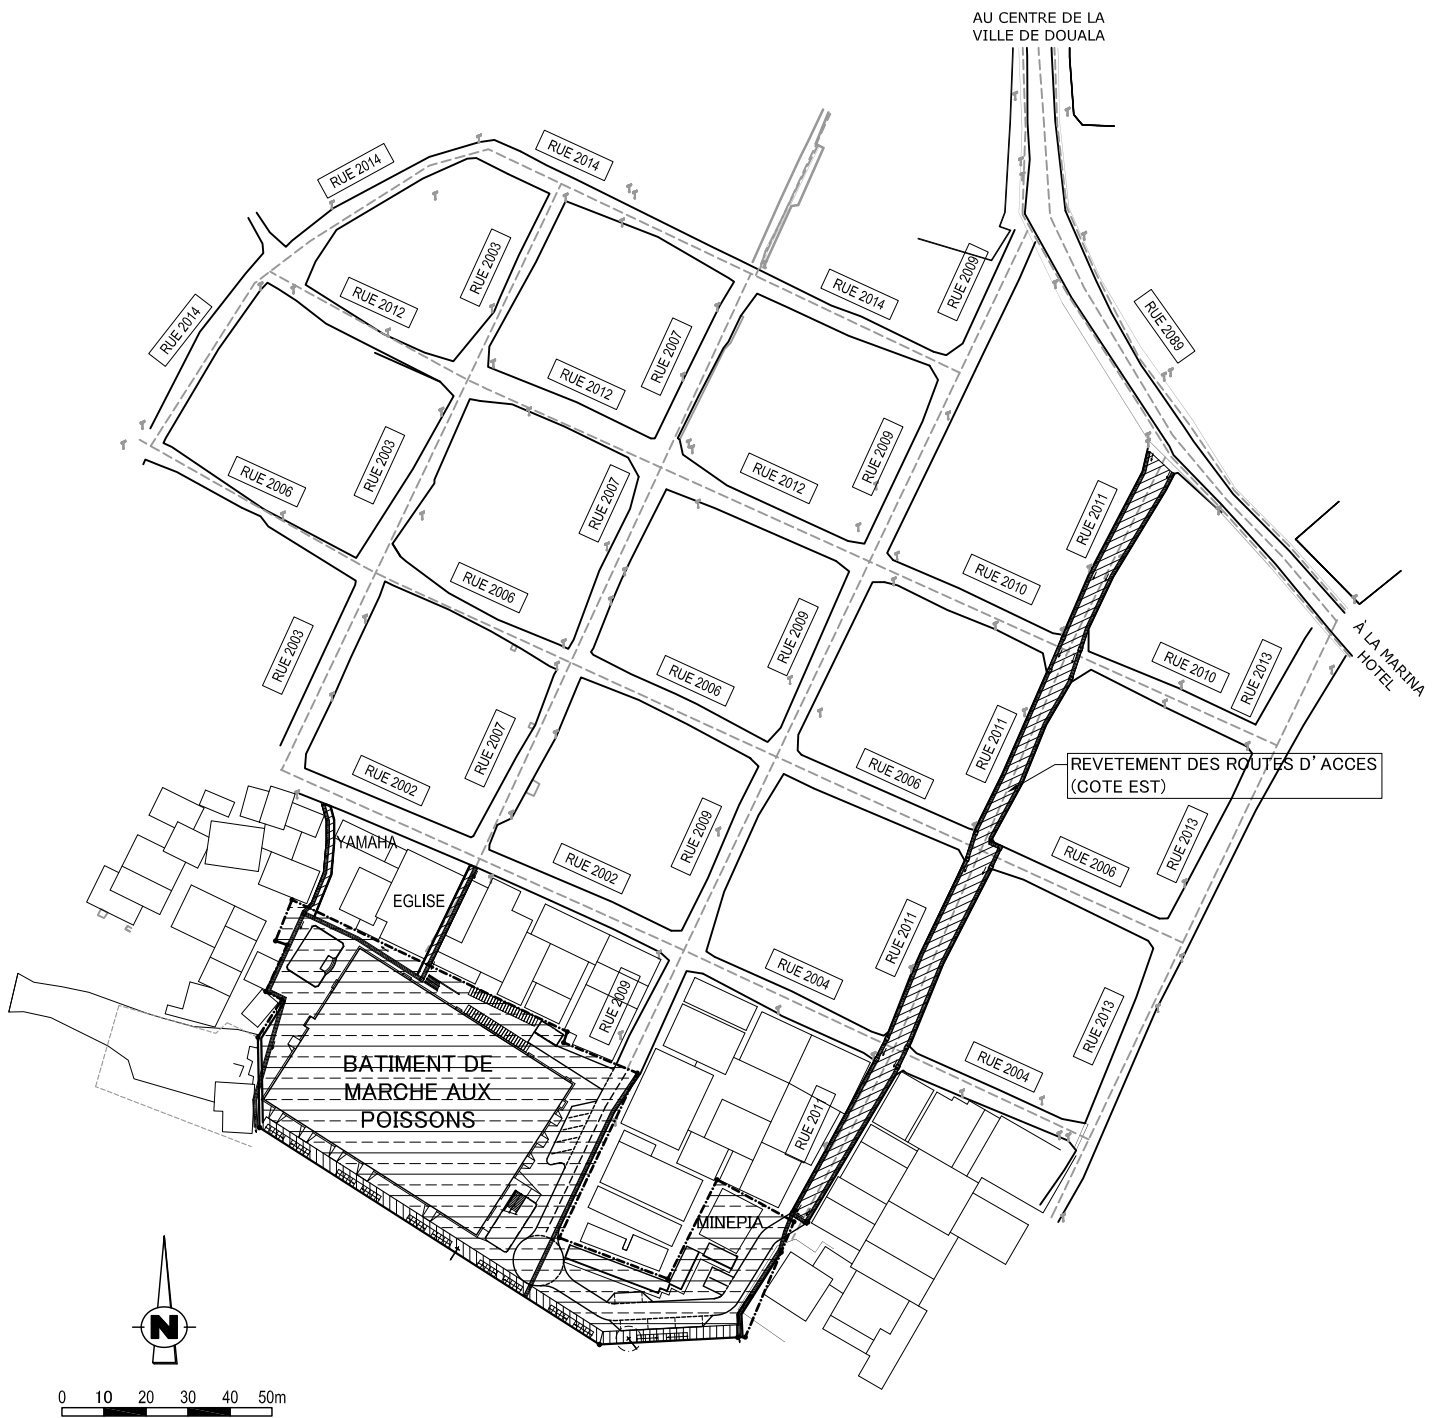 AU CENTRE DE LA
VILLE DE DOUALA
RUE 2014
RUE 2014
RUE 2003
RUE 2009
RUE 2012
RUE 2014
RUE 2014
RUE 2089
RUE 2007
RUE 2012
RUE 2003
RUE 2009
RUE 2006
RUE 2012
RUE 2007
RUE 2011
RUE 2006
RUE 2010
RUE 2003
RUE 2009
À LA MARINA
HOTEL
RUE 2006
RUE 2010
RUE 2013
RUE 2007
RUE 2011
RUE 2002
RUE 2006
REVETEMENT DES ROUTES D'ACCES
(COTE EST)
YAMAHA
RUE 2009
RUE 2013
RUE 2002
RUE 2006
EGLISE
RUE 2011
RUE 2004
RUE 2009
RUE 2013
RUE 2004
BATIMENT DE
MARCHE AUX
POISSONS
RUE 2011
MINEPIA
N
0 10 20 30 40 50m